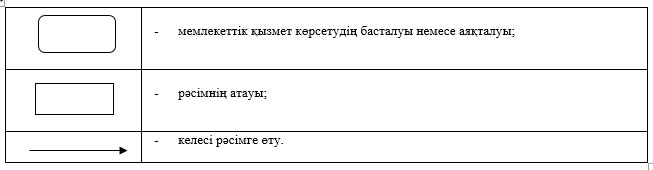 - мемлекеттік қызмет көрсетудің басталуы немесе аяқталуы;
- рәсімнің атауы;
- келесі рәсімге өту.